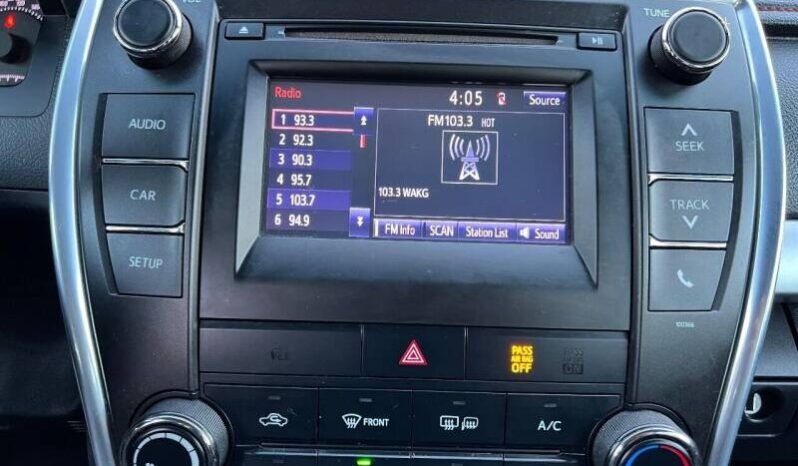 VOL
TUNE
Radio
4:05
Source
1 93.3
2 92.3
3 90.3
4 95.7
5 103.7
6 94.9
FM103.3 HOT
103.3 WAKG
FM Info
SCAN
Station List
Sound
AUDIO
CAR
SETUP
SEEK
TRACK
PASS
AIR BAG
OFF
ON
FRONT
A/C